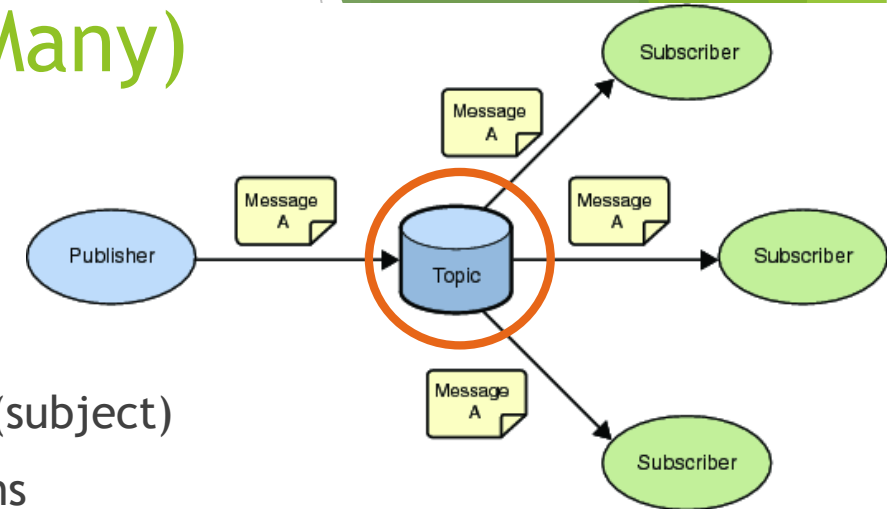 Many)
Subscriber
Message
A
Message
A
Message
A
Publisher
Topic
Subscriber
Message
A
(subject)
Subscriber
ns